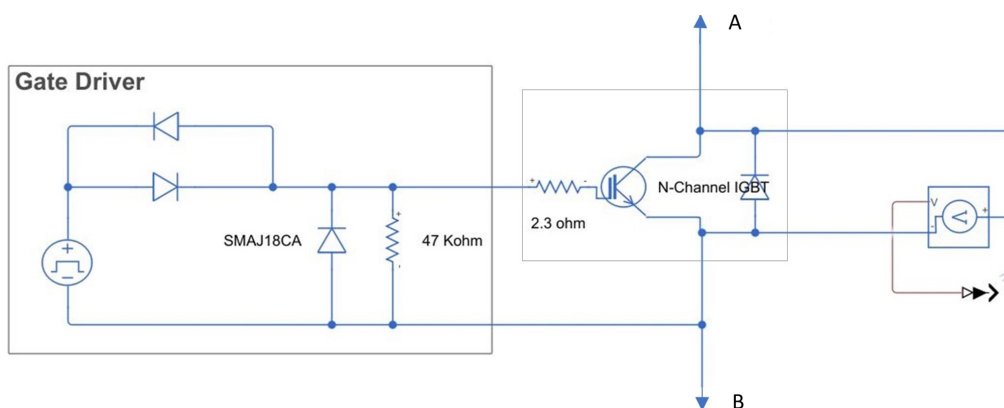 A
Gate Driver
N-Channel IGBT
SMAJ18CA
47 Kohm
2.3 ohm
V
V
B